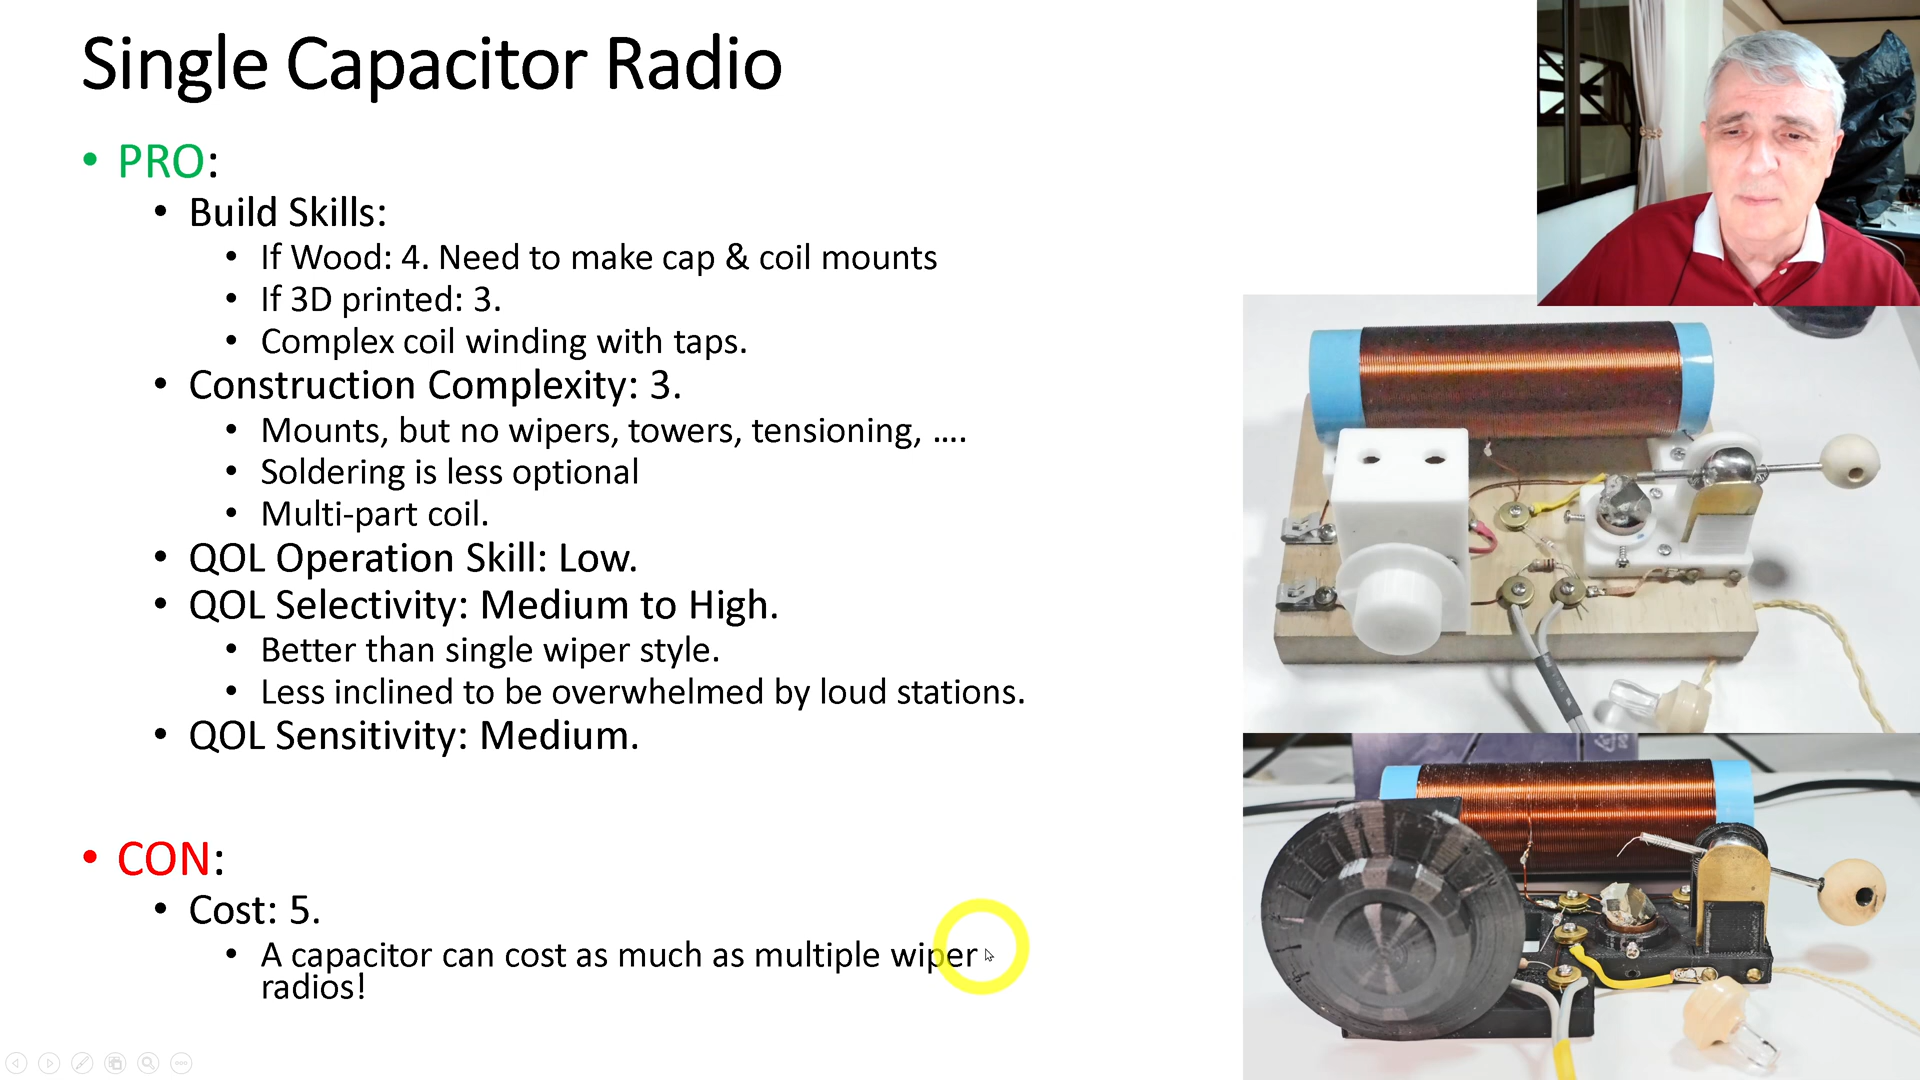 Single Capacitor Radio
• PRO:
• Build Skills:
• If Wood: 4. Need to make cap & coil mounts
• If 3D printed: 3.
• Complex coil winding with taps.
• Construction Complexity: 3.
• Mounts, but no wipers, towers, tensioning, ….
• Soldering is less optional
• Multi-part coil.
• QOL Operation Skill: Low.
• QOL Selectivity: Medium to High.
• Better than single wiper style.
• Less inclined to be overwhelmed by loud stations.
• QOL Sensitivity: Medium.
• CON:
• Cost: 5.
• A capacitor can cost as much as multiple wiper
radios!